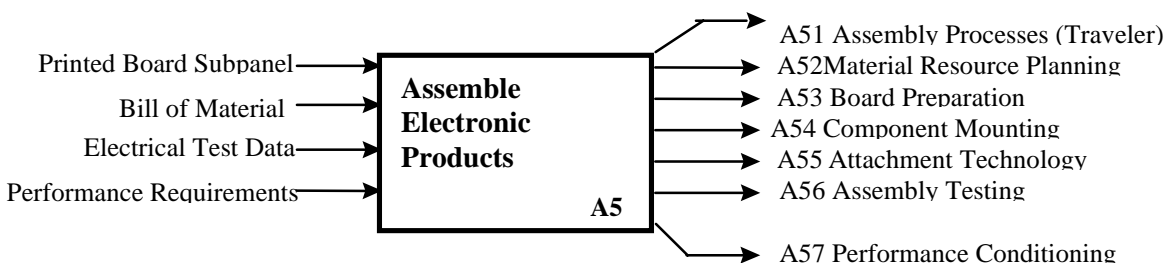 Printed Board Subpanel
Bill of Material
Electrical Test Data
Performance Requirements
Assemble
Electronic
Products
A5
A51 Assembly Processes (Traveler)
A52Material Resource Planning
A53 Board Preparation
A54 Component Mounting
A55 Attachment Technology
A56 Assembly Testing
A57 Performance Conditioning